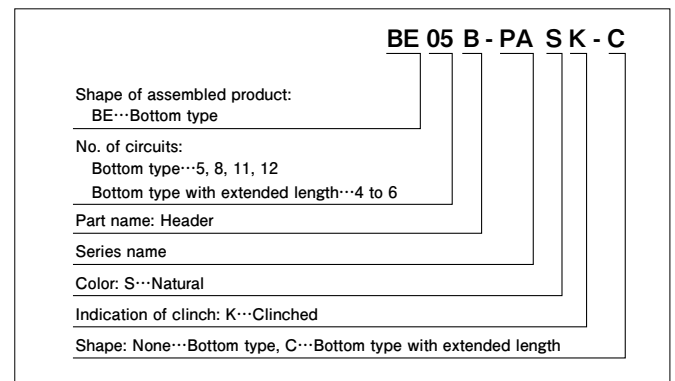 BE 05 B - PA S K - C
Shape of assembled product:
BE⋯Bottom type
No. of circuits:
Bottom type⋯5, 8, 11, 12
Bottom type with extended length⋯4 to 6
Part name: Header
Series name
Color: S⋯Natural
Indication of clinch: K⋯Clinched
Shape: None⋯Bottom type, C⋯Bottom type with extended length